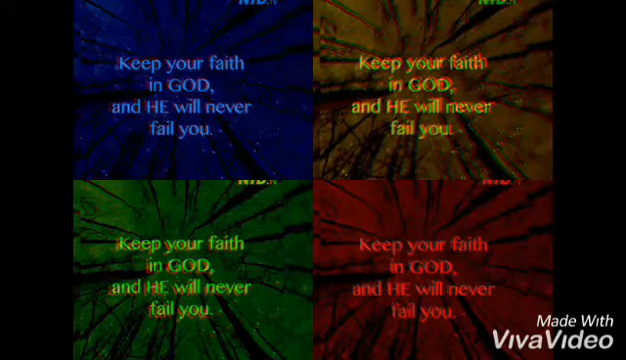 Keep your faith
in GOD,
and HE will never
fail you.
Keep your faith
in GOD,
and HE will never
fail you.
Keep your faith
in GOD,
and HE will never
fail you.
Keep your faith
in GOD,
and HE will never
fail you.
Made With
VivaVideo